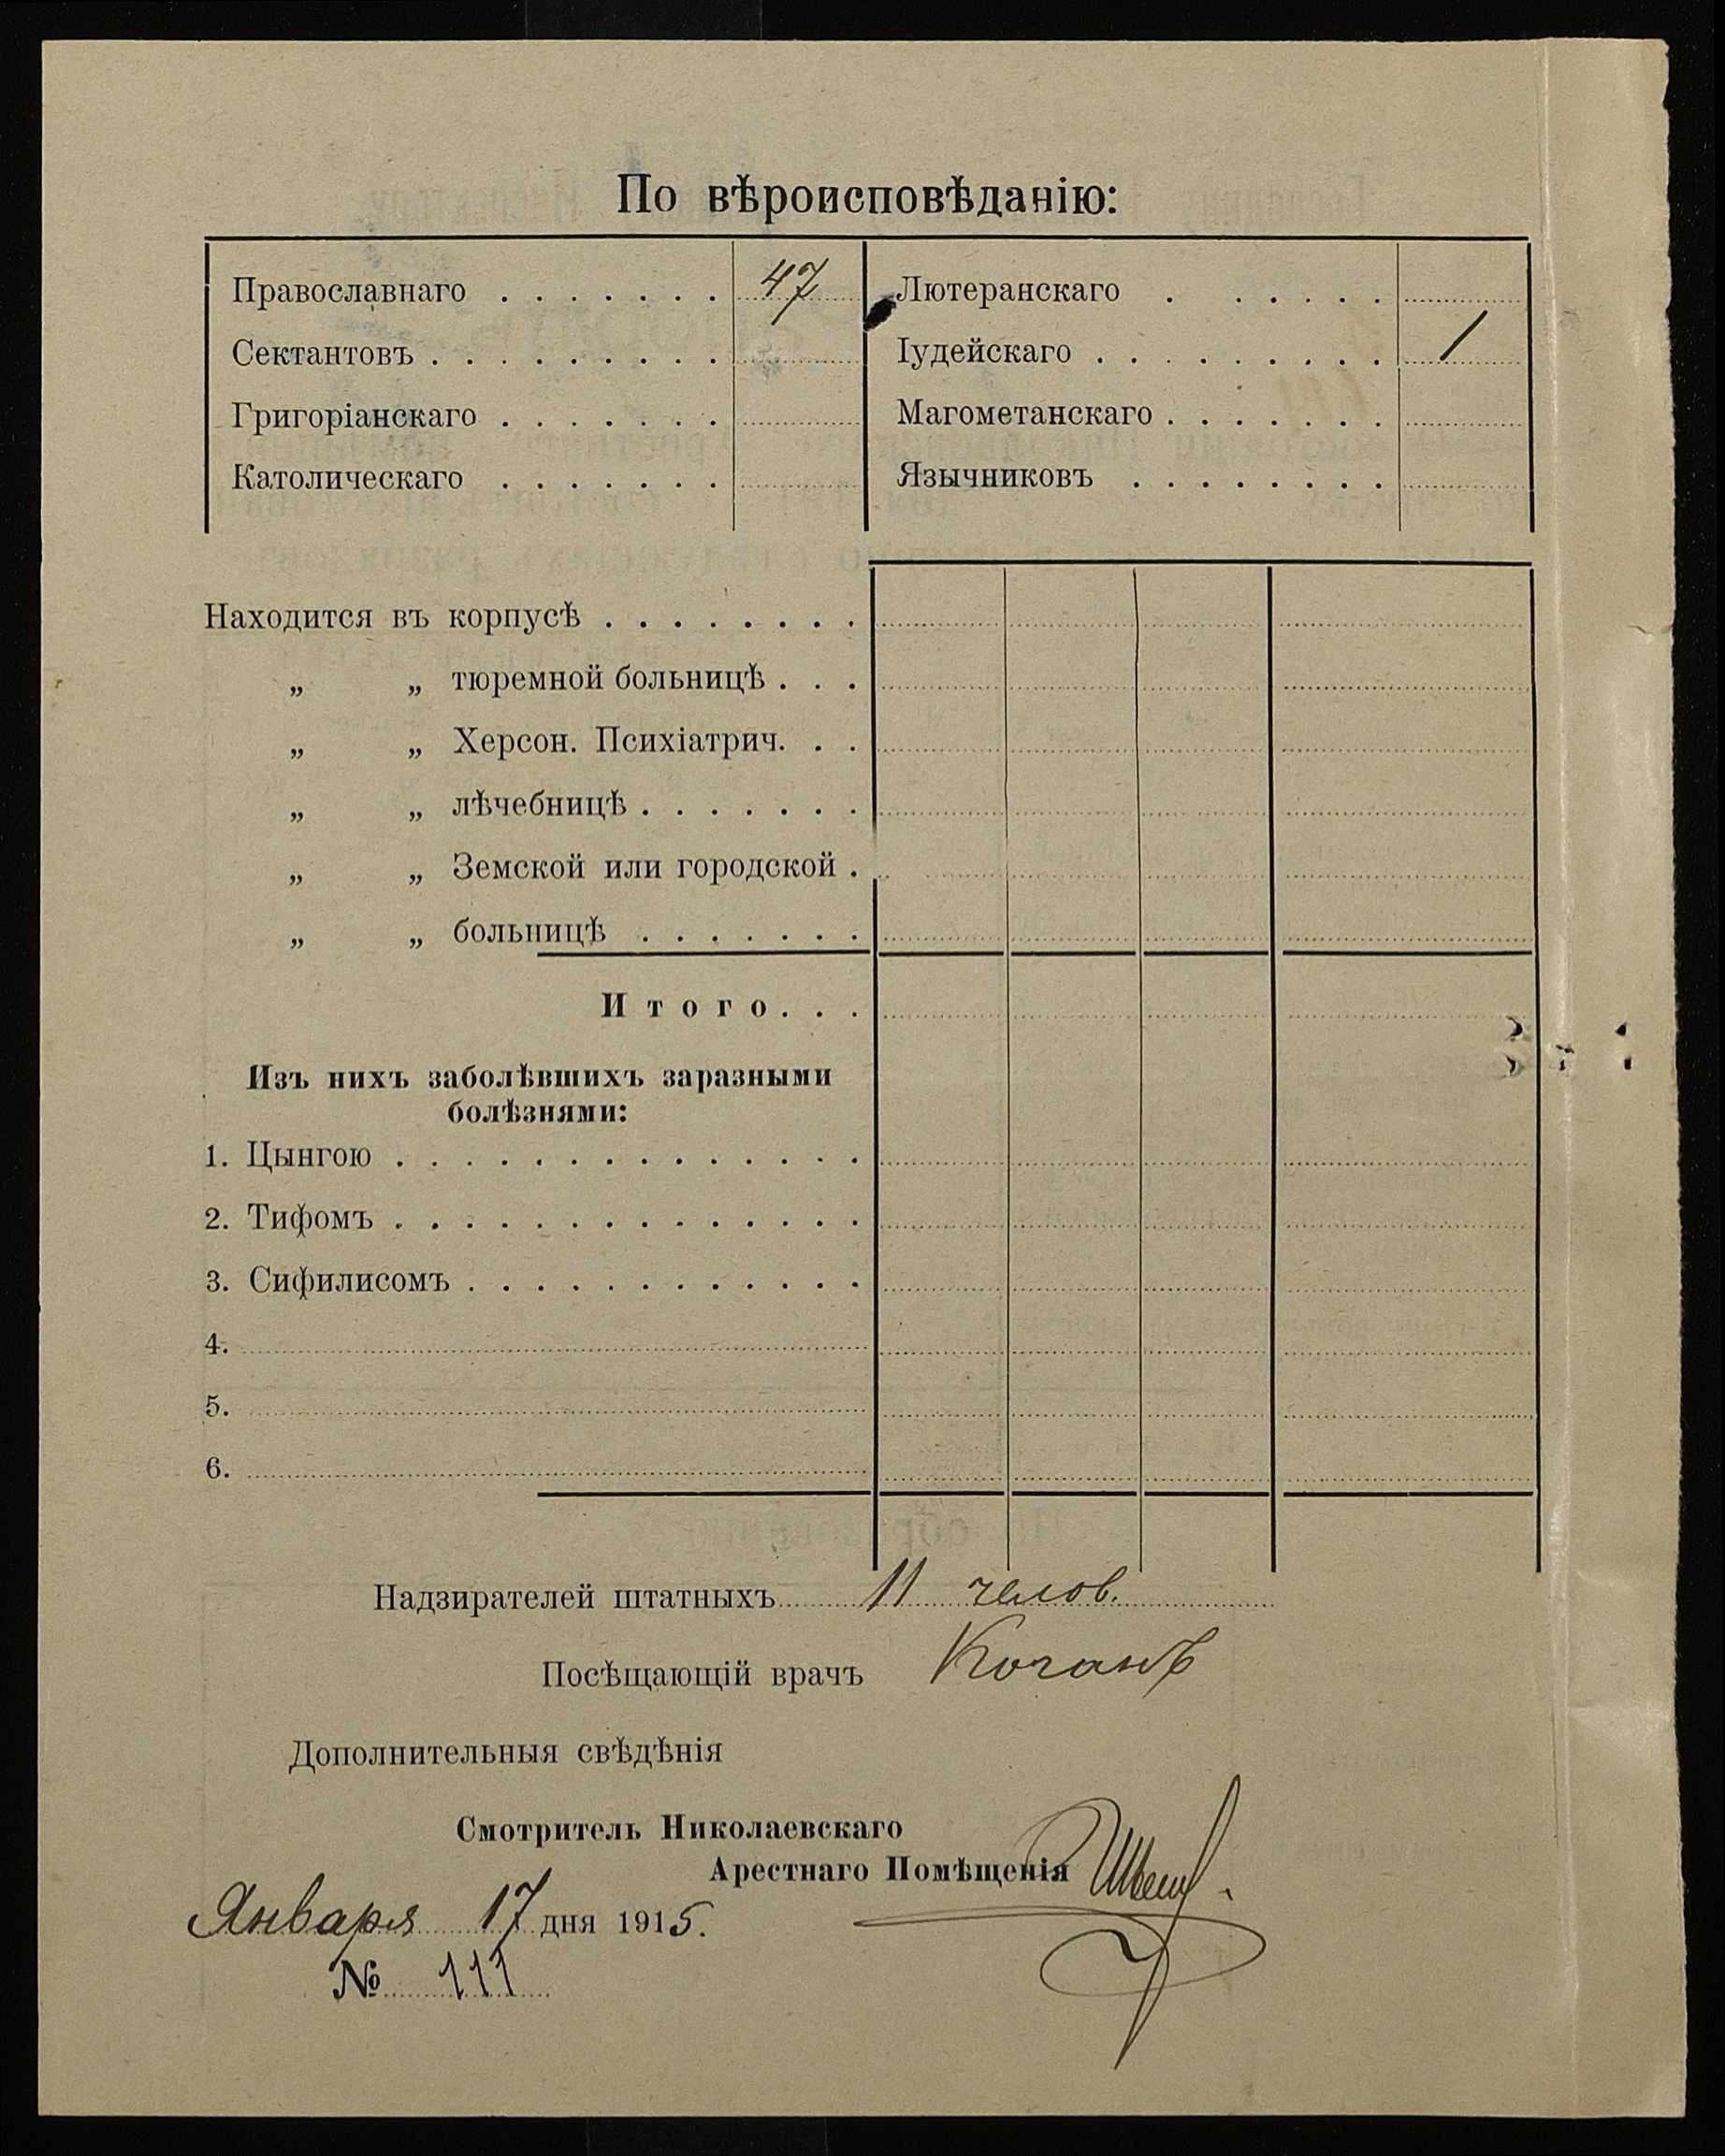 По вѣроисповѣданію:
Православнаго . . . . . . . 47
Сектантовъ . . . . . . . . .
Григоріанскаго . . . . . . .
Католическаго . . . . . . .
Лютеранскаго . . . . . .
Іудейскаго . . . . . . . . . 1
Магометанскаго . . . . . . .
Язычниковъ . . . . . . . .
Находится въ корпусѣ . . . . . . . .
„ „ тюремной больницѣ . . .
„ „ Херсон. Психіатрич. . .
„ „ лѣчебницѣ . . . . . . .
„ „ Земской или городской .
„ „ больницѣ . . . . . . .
Итого . . .
Изъ нихъ заболѣвшихъ заразными
болѣзнями:
1. Цынгою . . . . . . . . . . . . . .
2. Тифомъ . . . . . . . . . . . . . .
3. Сифилисомъ . . . . . . . . . . . .
4.
5.
6.
Надзирателей штатныхъ 11 челов.
Посѣщающій врачъ Коганъ
Дополнительныя свѣдѣнія
Смотритель Николаевскаго
Арестнаго Помѣщенія
Января 17 дня 1915.
№ 111